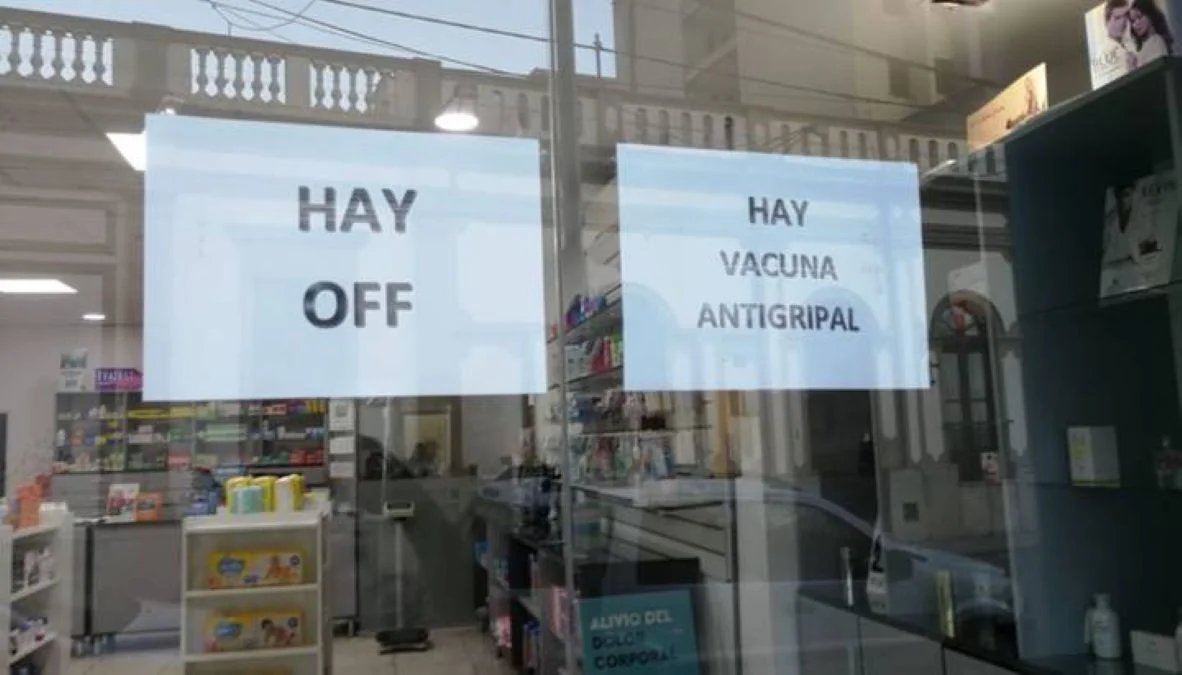 HAY
OFF
HAY
VACUNA
ANTIGRIPAL
ALIVIO DEL
DOLOR
CORPORAL